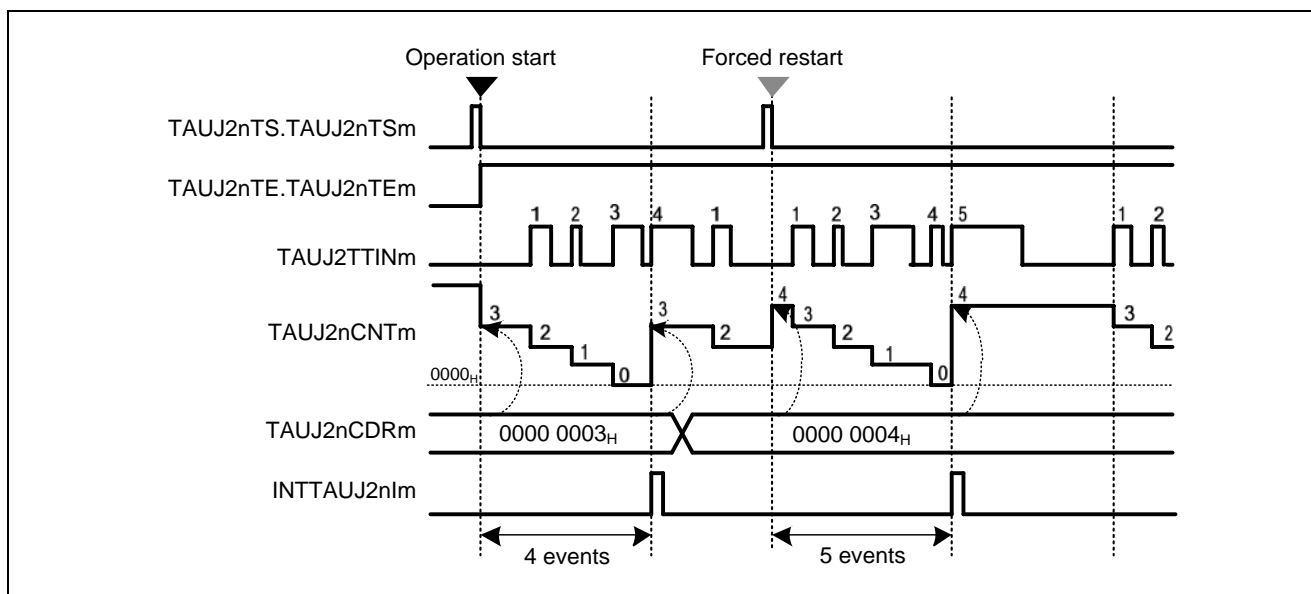 Operation start
Forced restart
TAUJ2nTS.TAUJ2nTSm
TAUJ2nTE.TAUJ2nTEm
1 2 3 4 1 1 2 3 4 5 1 2
TAUJ2TTINm
TAUJ2nCNTm
3 2 1 0 3 2 4 3 2 1 0 4 3 2
0000H
TAUJ2nCDRm
0000 0003H
0000 0004H
INTTAUJ2nIm
4 events
5 events